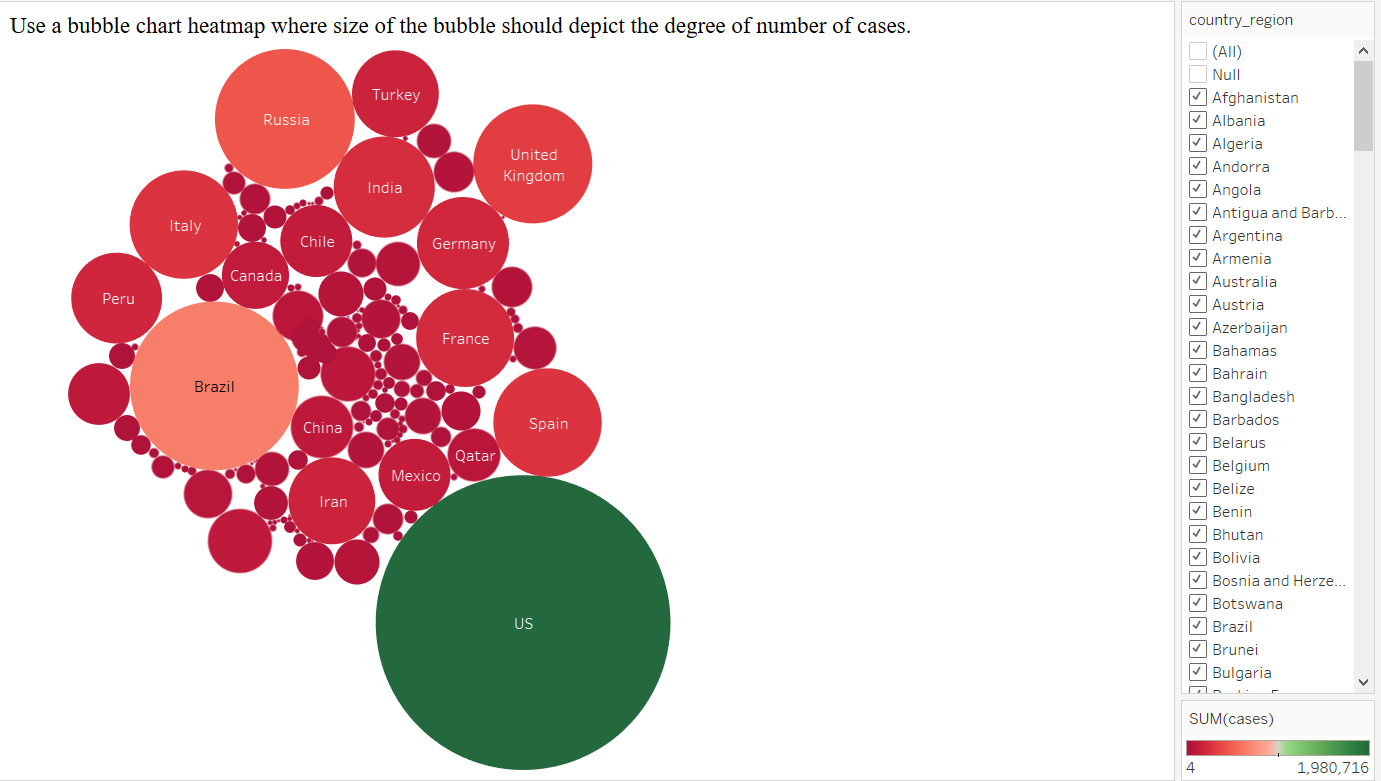 Use a bubble chart heatmap where size of the bubble should depict the degree of number of cases.
Russia
Turkey
United
Kingdom
India
Italy
Chile
Germany
Canada
Peru
France
Brazil
Spain
China
Qatar
Mexico
Iran
US
country_region
(All)
Null
Afghanistan
Albania
Algeria
Andorra
Angola
Antigua and Barb...
Argentina
Armenia
Australia
Austria
Azerbaijan
Bahamas
Bahrain
Bangladesh
Barbados
Belarus
Belgium
Belize
Benin
Bhutan
Bolivia
Bosnia and Herze...
Botswana
Brazil
Brunei
Bulgaria
SUM(cases)
4 1,980,716